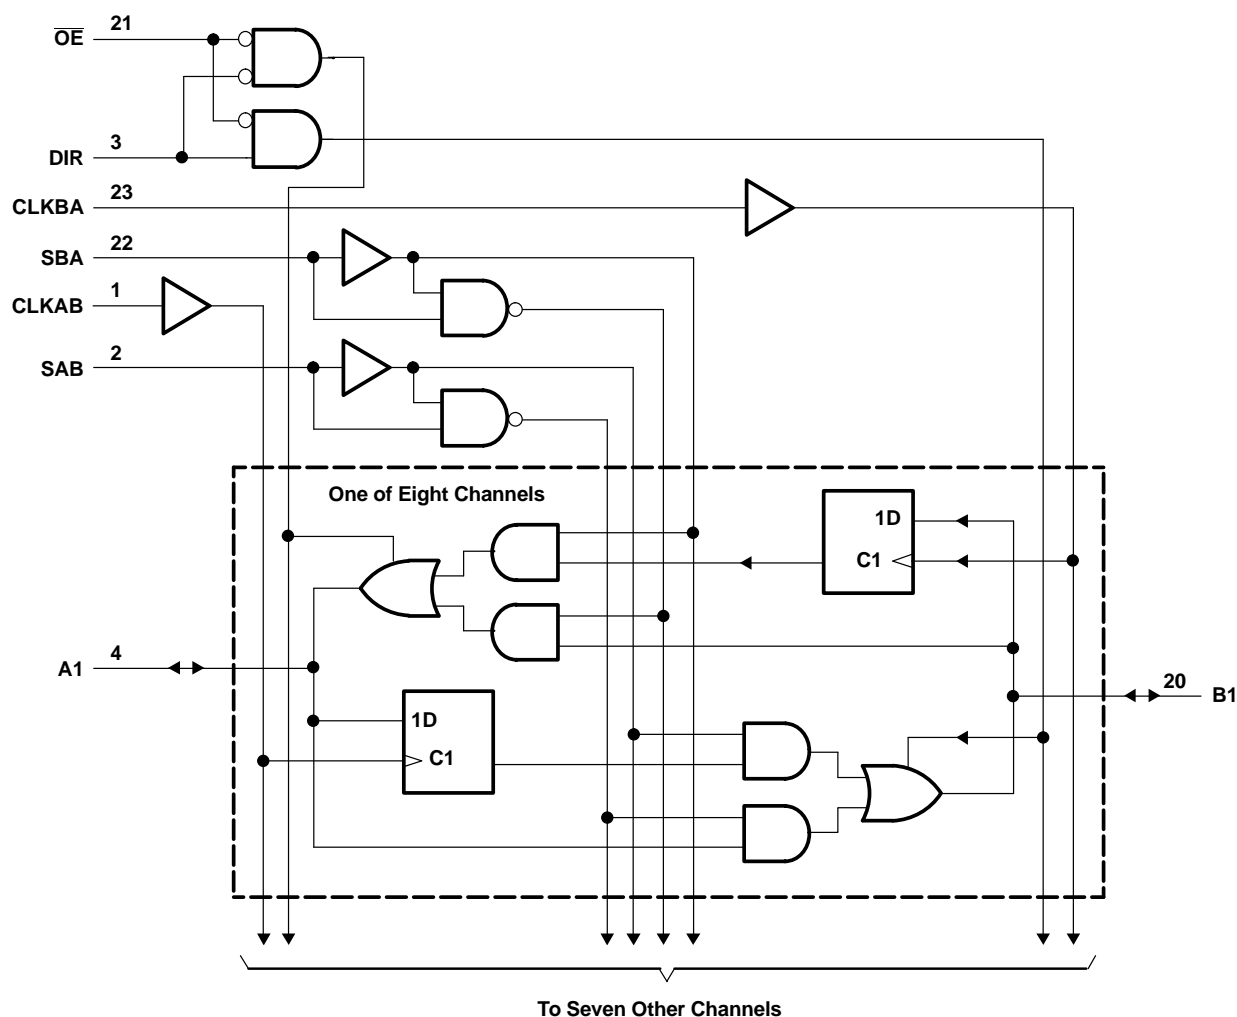 OE 21
DIR 3
CLKBA 23
SBA 22
CLKAB 1
SAB 2
One of Eight Channels
1D
C1
A1 4
20 B1
1D
C1
To Seven Other Channels